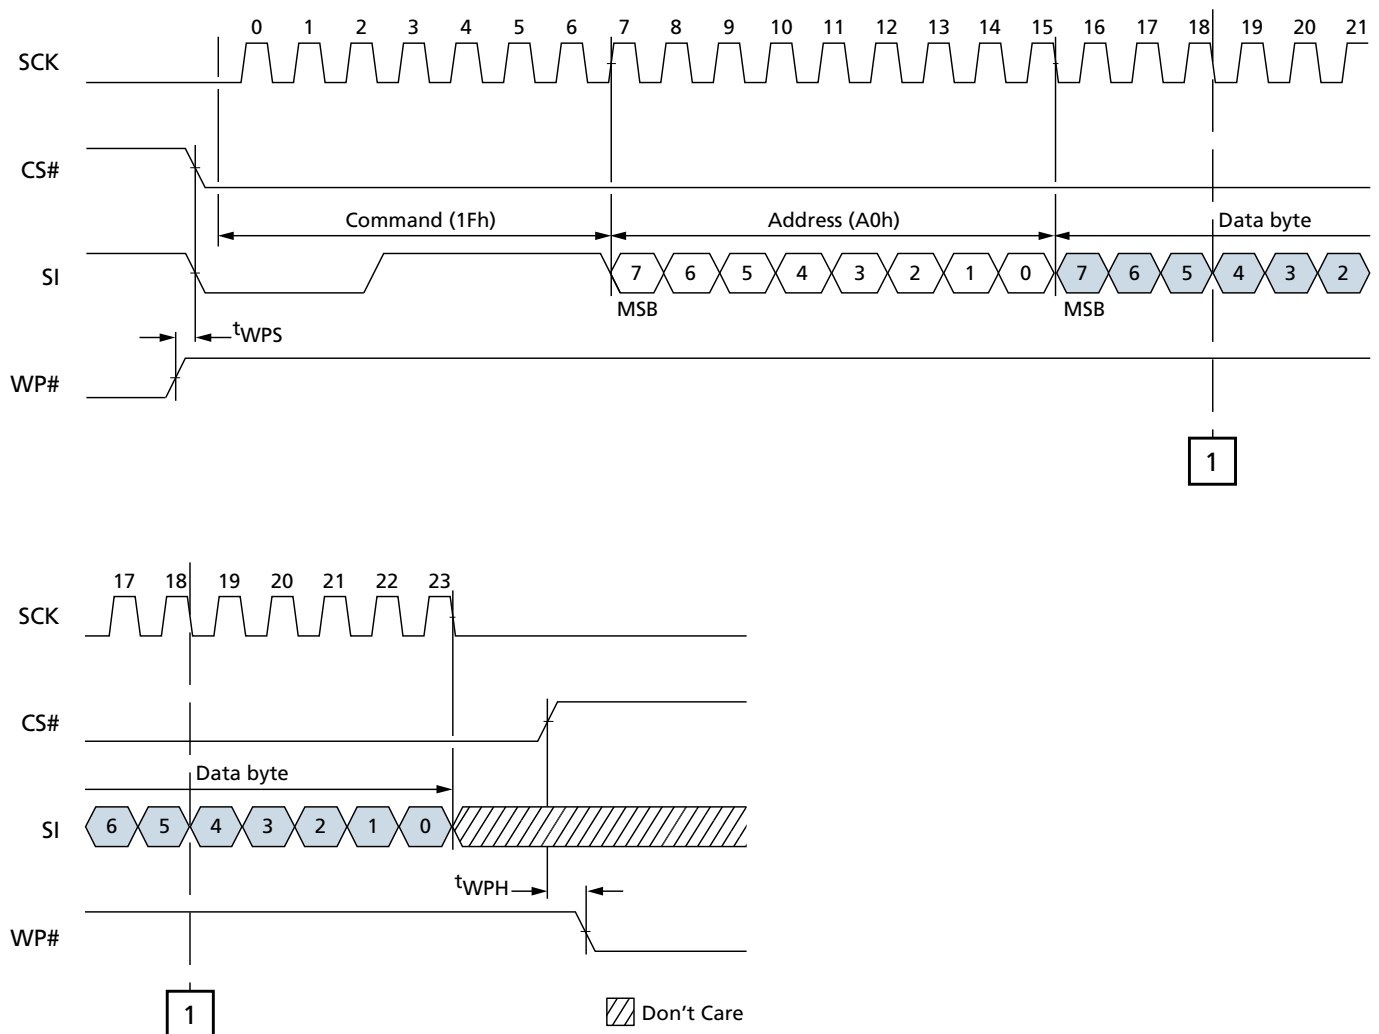 0 1 2 3 4 5 6 7 8 9 10 11 12 13 14 15 16 17 18 19 20 21
SCK
CS#
Command (1Fh) Address (A0h) Data byte
SI 7 6 5 4 3 2 1 0 7 6 5 4 3 2
MSB MSB
tWPS
WP#
1
17 18 19 20 21 22 23
SCK
CS#
Data byte
SI 6 5 4 3 2 1 0
tWPH
WP#
1 Don't Care